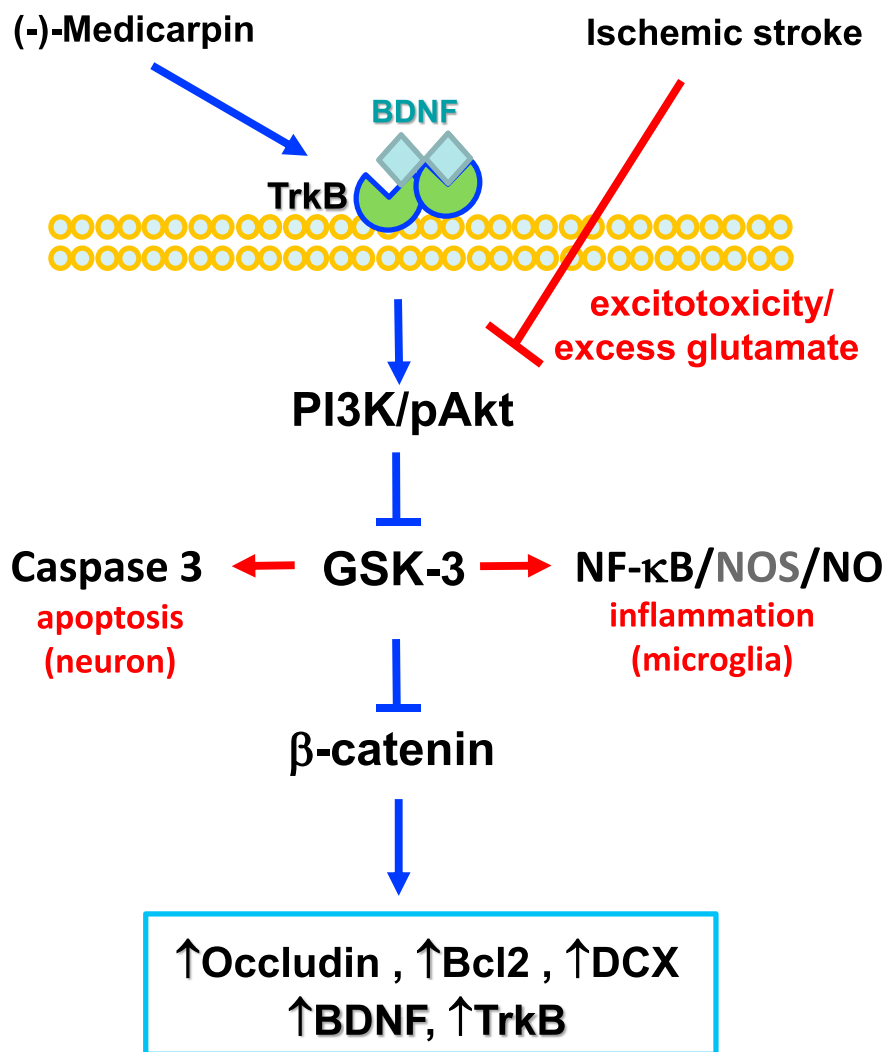 (-)-Medicarpin
Ischemic stroke
BDNF
TrkB
excitotoxicity/
excess glutamate
PI3K/pAkt
Caspase 3
apoptosis
(neuron)
GSK-3
NF-κB/NOS/NO
inflammation
(microglia)
β-catenin
↑Occludin , ↑Bcl2 , ↑DCX
↑BDNF, ↑TrkB